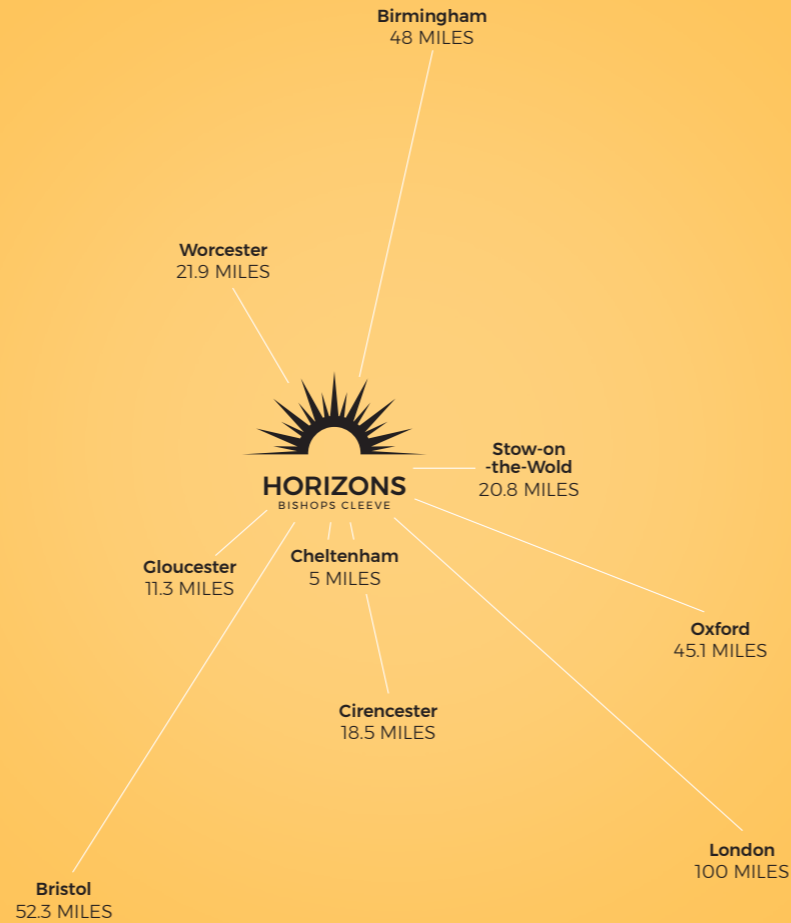 Birmingham
48 MILES
Worcester
21.9 MILES
HORIZONS
BISHOPS CLEEVE
Stow-on
-the-Wold
20.8 MILES
Gloucester
11.3 MILES
Cheltenham
5 MILES
Oxford
45.1 MILES
Cirencester
18.5 MILES
London
100 MILES
Bristol
52.3 MILES